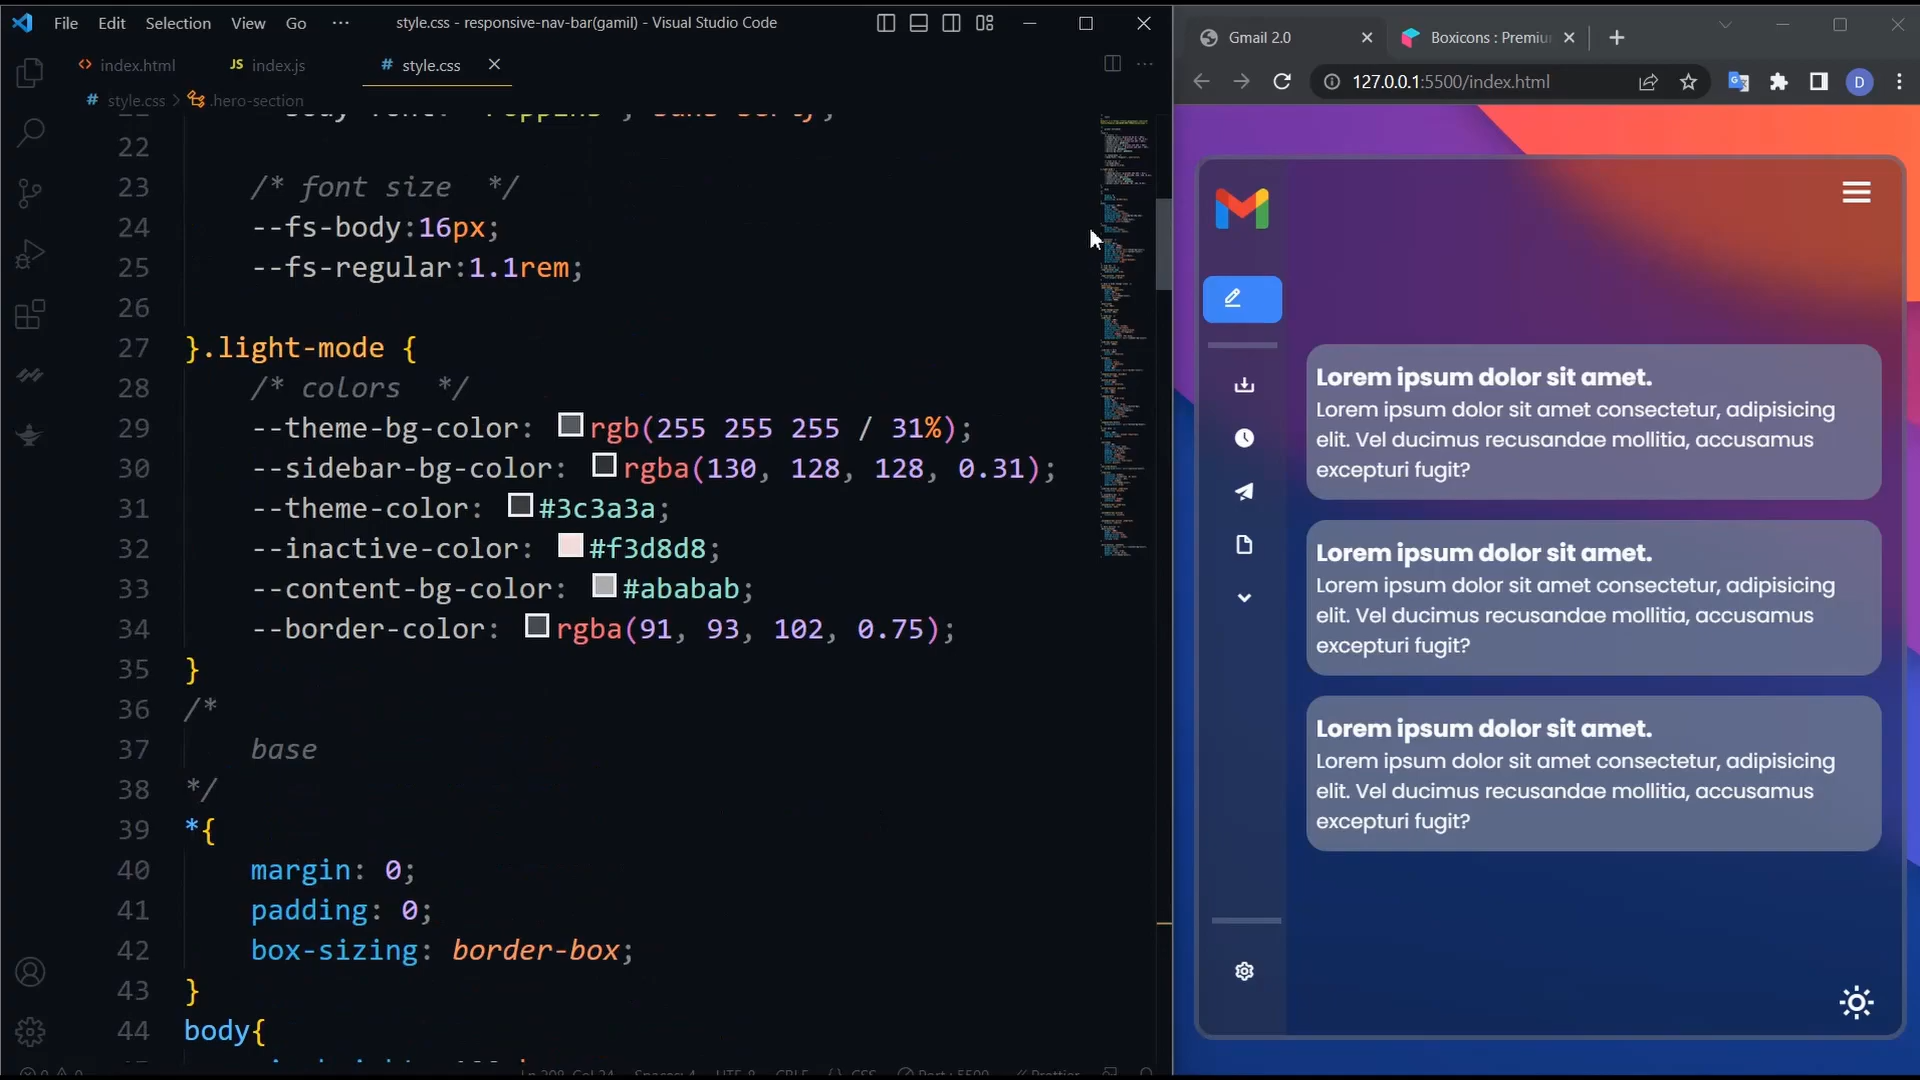 File Edit Selection View Go ··· style.css - responsive-nav-bar(gamil) - Visual Studio Code
<> index.html
JS index.js
# style.css
# style.css > .hero-section
22
23 /* font size */
24 --fs-body:16px;
25 --fs-regular:1.1rem;
26
27 }.light-mode {
28 /* colors */
29 --theme-bg-color: rgb(255 255 255 / 31%);
30 --sidebar-bg-color: rgba(130, 128, 128, 0.31);
31 --theme-color: #3c3a3a;
32 --inactive-color: #f3d8d8;
33 --content-bg-color: #ababab;
34 --border-color: rgba(91, 93, 102, 0.75);
35 }
36 /*
37 base
38 */
39 *{
40 margin: 0;
41 padding: 0;
42 box-sizing: border-box;
43 }
44 body{
Gmail 2.0
Boxicons : Premiu
127.0.0.1:5500/index.html
D
Lorem ipsum dolor sit amet.
Lorem ipsum dolor sit amet consectetur, adipisicing
elit. Vel ducimus recusandae mollitia, accusamus
excepturi fugit?
Lorem ipsum dolor sit amet.
Lorem ipsum dolor sit amet consectetur, adipisicing
elit. Vel ducimus recusandae mollitia, accusamus
excepturi fugit?
Lorem ipsum dolor sit amet.
Lorem ipsum dolor sit amet consectetur, adipisicing
elit. Vel ducimus recusandae mollitia, accusamus
excepturi fugit?